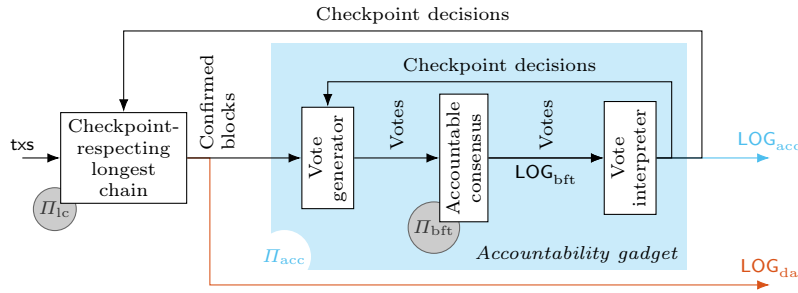 Checkpoint decisions
Checkpoint decisions
txs
Checkpoint-
respecting
longest
chain
Π_lc
Confirmed
blocks
Vote
generator
Votes
Accountable
consensus
Π_bft
Votes
LOG_bft
Vote
interpreter
LOG_acc
Π_acc
Accountability gadget
LOG_da